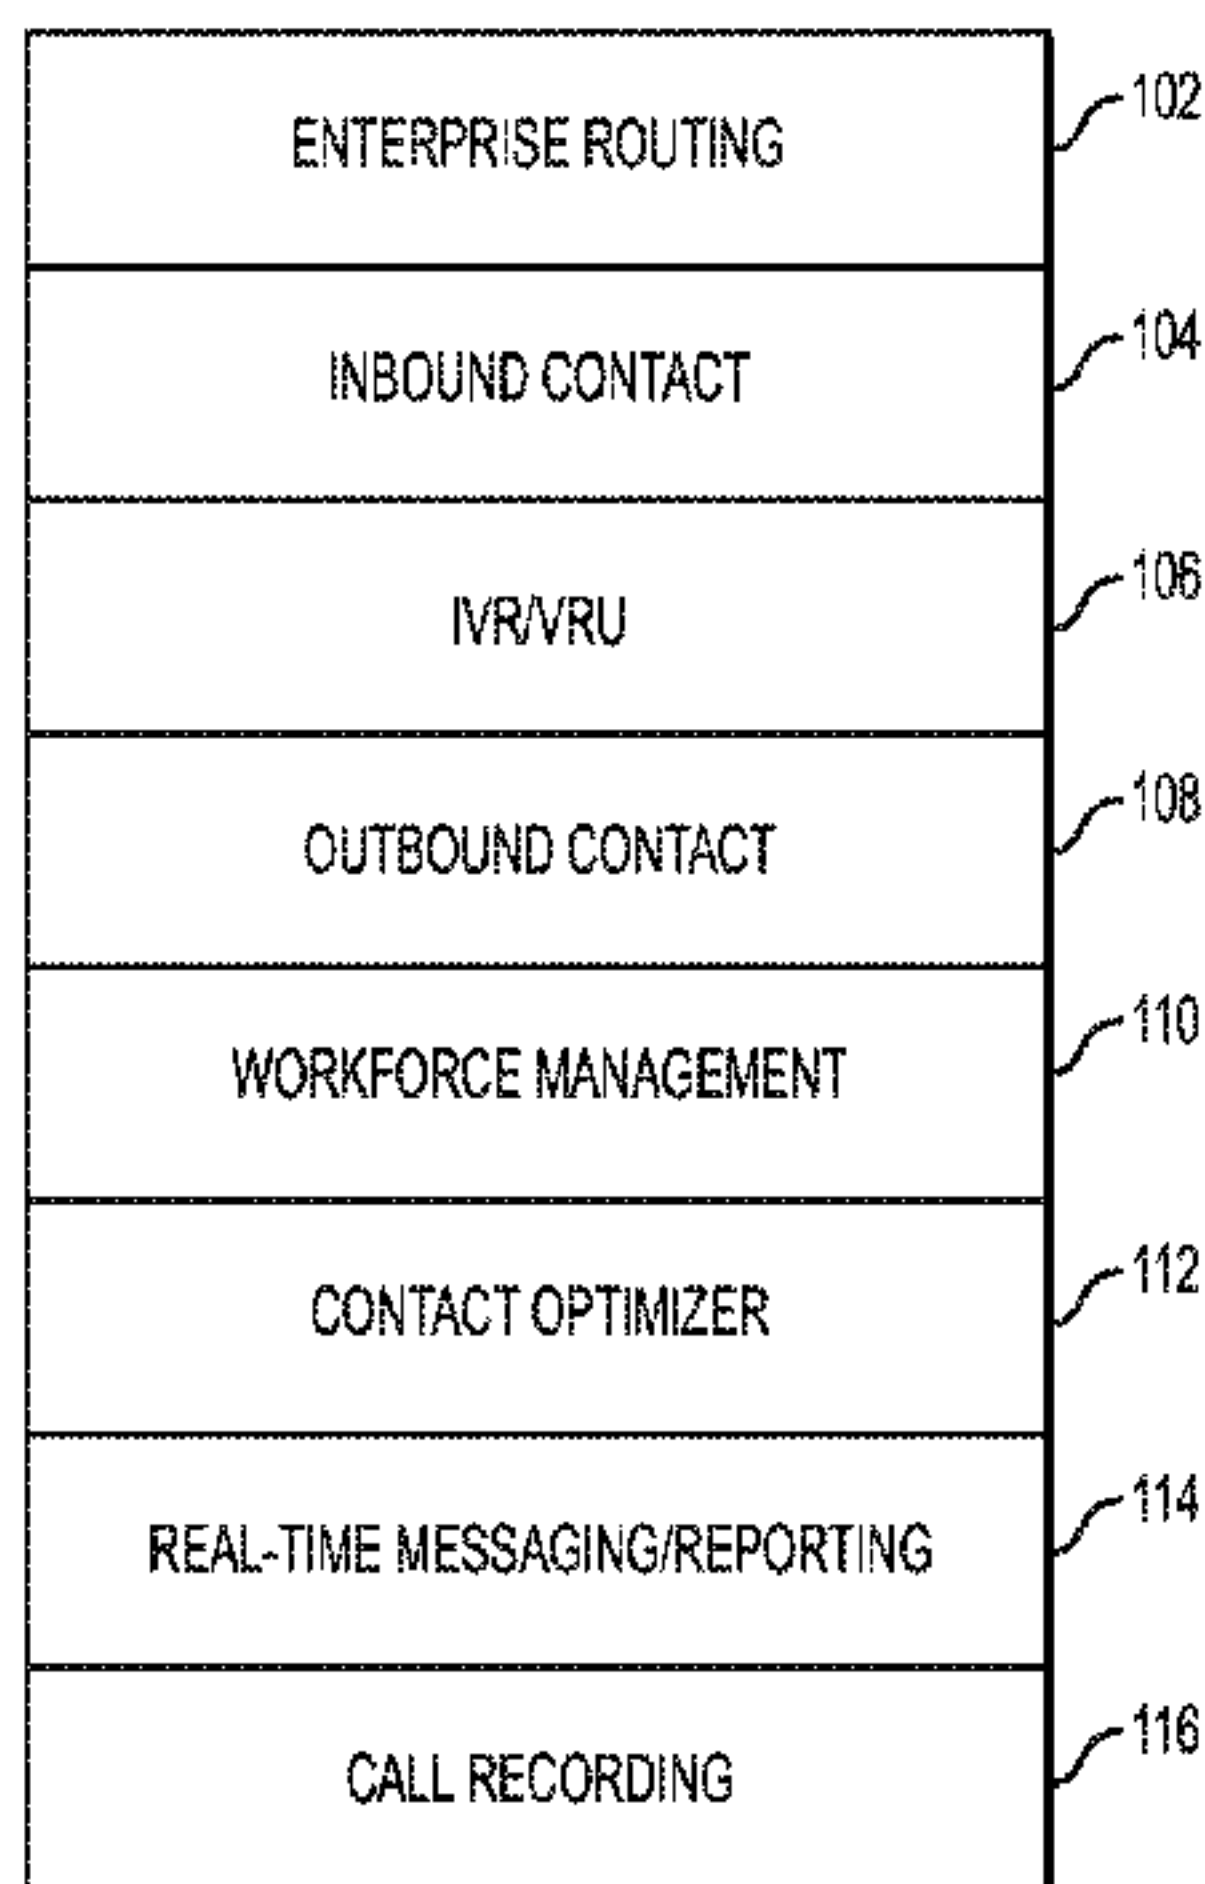 ENTERPRISE ROUTING
102
INBOUND CONTACT
104
IVR/VRU
106
OUTBOUND CONTACT
108
WORKFORCE MANAGEMENT
110
CONTACT OPTIMIZER
112
REAL-TIME MESSAGING/REPORTING
114
CALL RECORDING
116